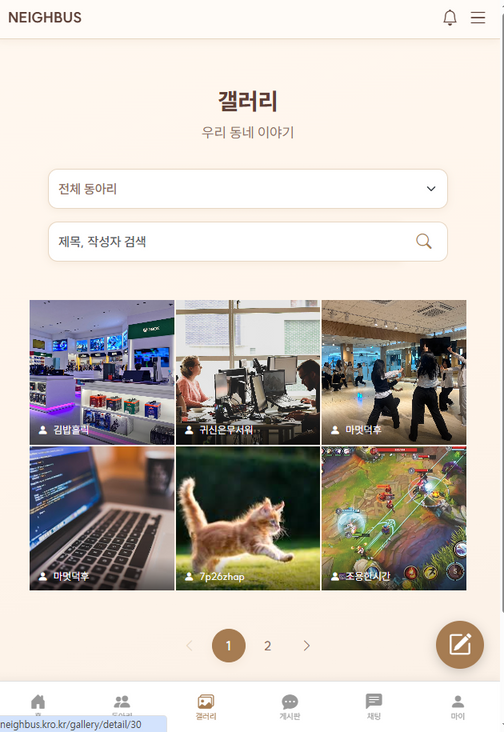 NEIGHBUS
갤러리
우리 동네 이야기
전체 동아리
제목, 작성자 검색
XBOX
김밥홀릭
귀신은무서워
마멋덕후
마멋덕후
7p26zhap
조용한시간
1
2
갤러리
게시판
채팅
마이
neighbus.kro.kr/gallery/detail/30